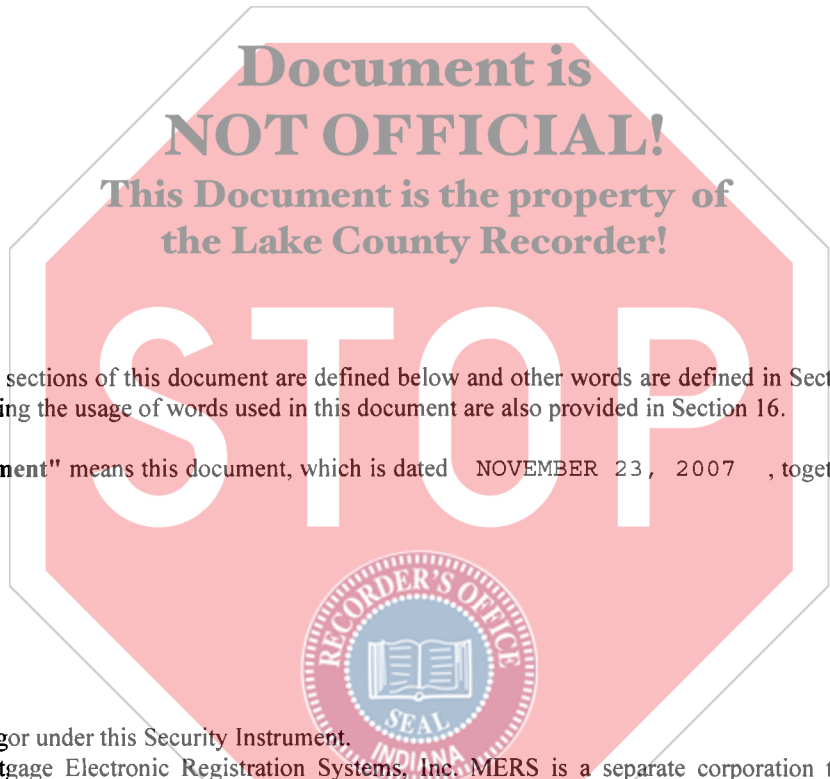 Document is
NOT OFFICIAL!
This Document is the property of
the Lake County Recorder!
STOP
sections of this document are defined below and other words are defined in Sect
ing the usage of words used in this document are also provided in Section 16.
nent" means this document, which is dated NOVEMBER 23, 2007 , toget
RECORDER'S OFFICE
SEAL
INDIANA
gor under this Security Instrument.
tgage Electronic Registration Systems, Inc. MERS is a separate corporation